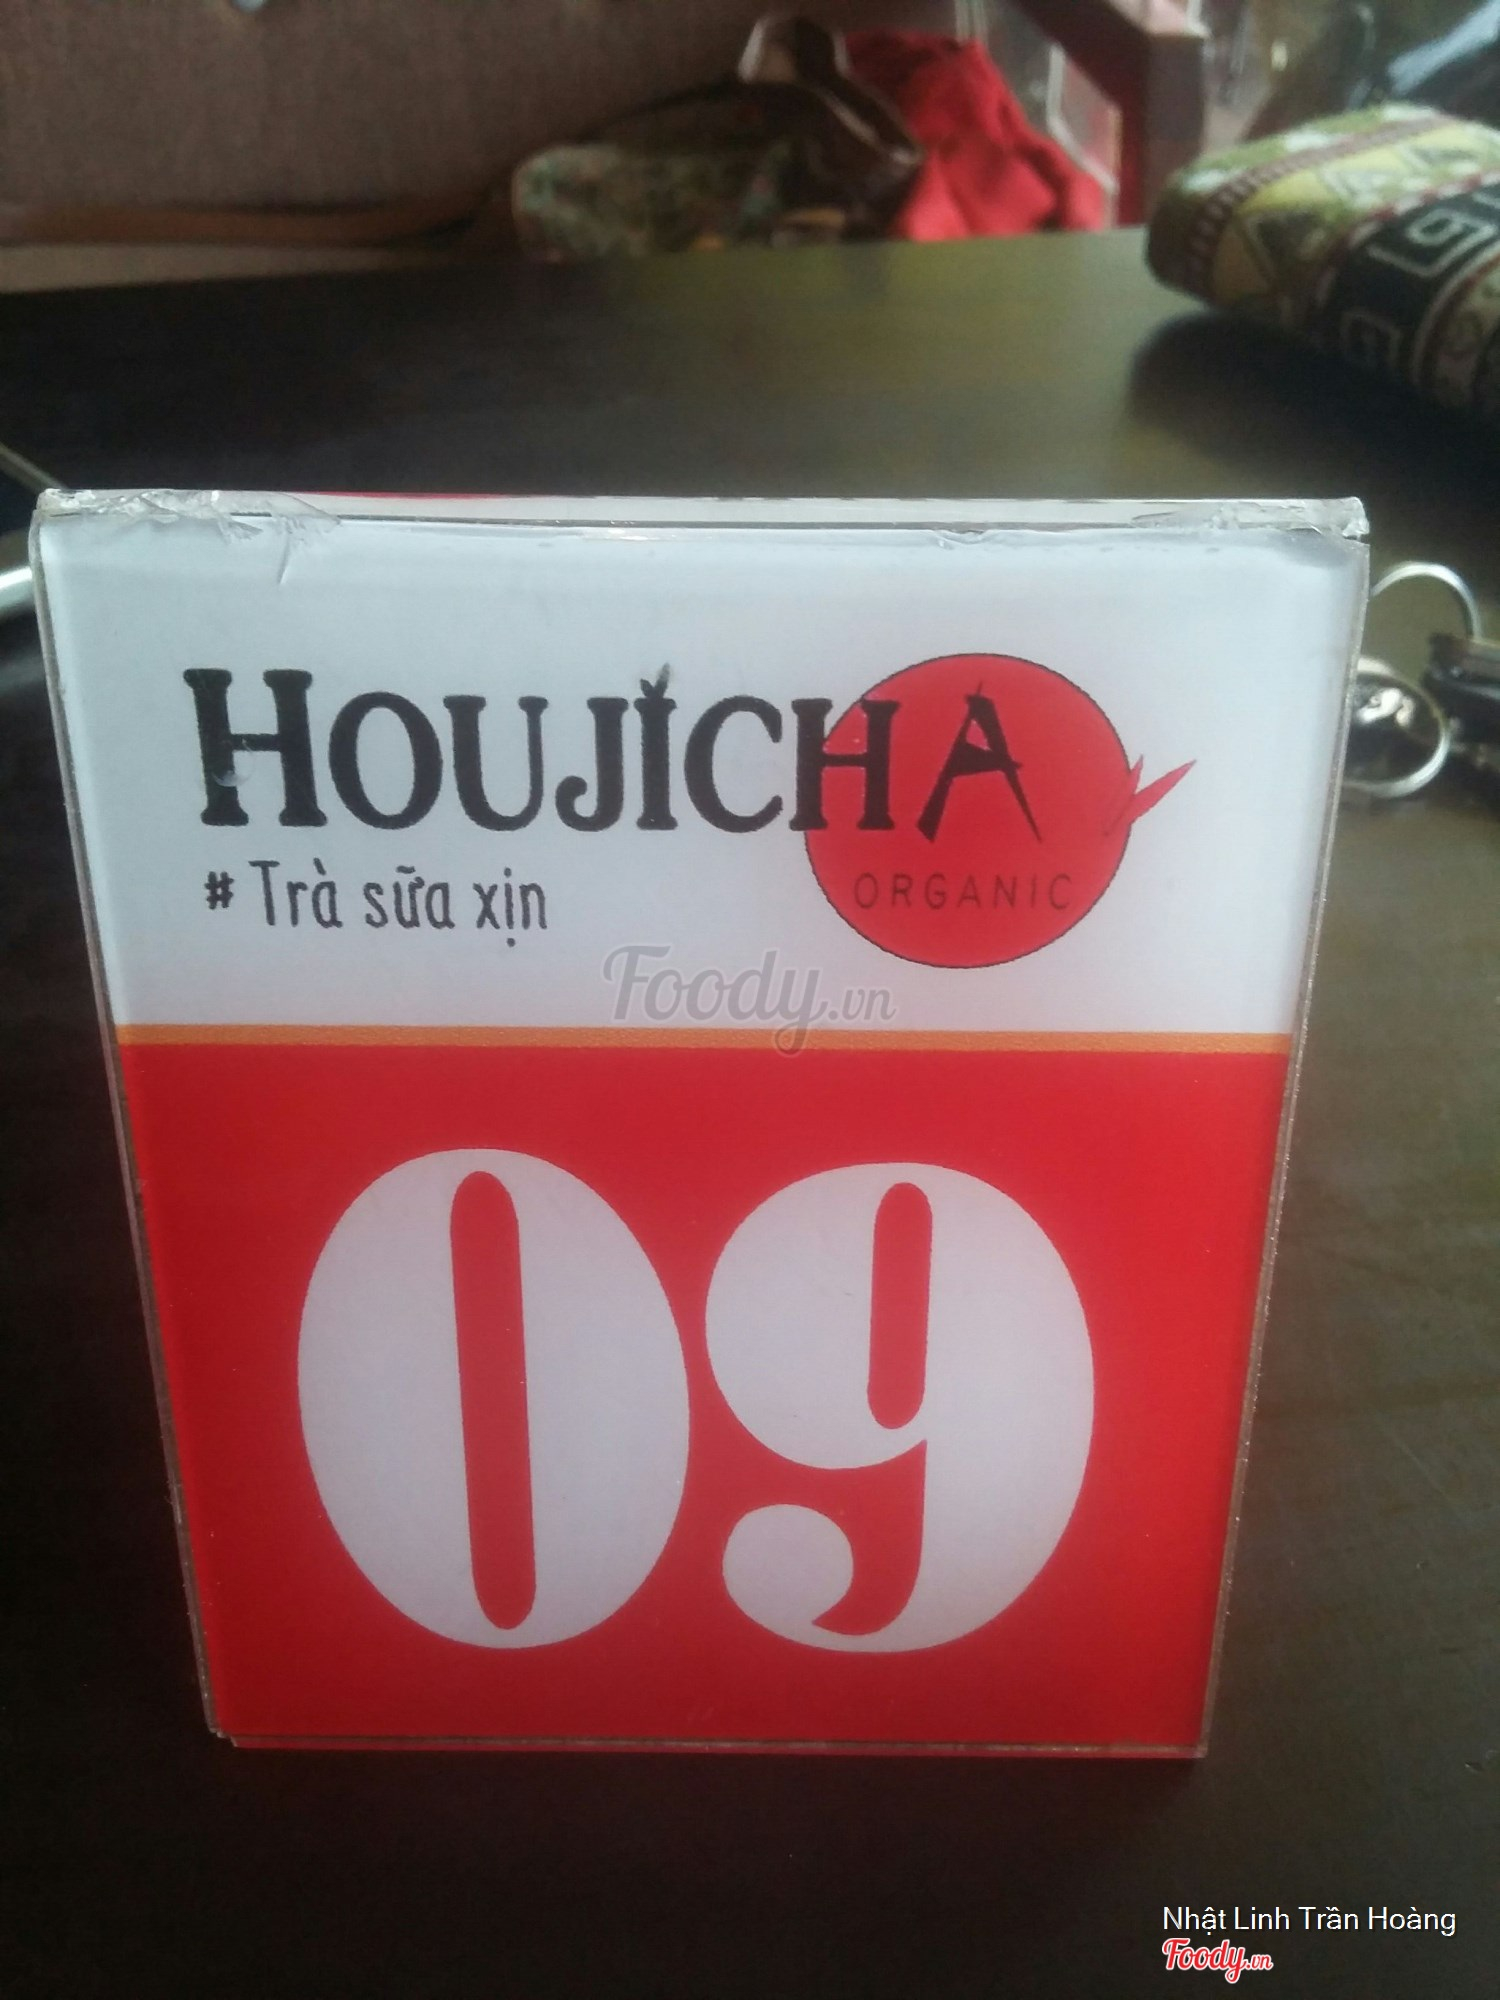 HOUJICHA
ORGANIC
# Trà sữa xịn
Foody.vn
09
Nhật Linh Trần Hoàng
Foody.vn